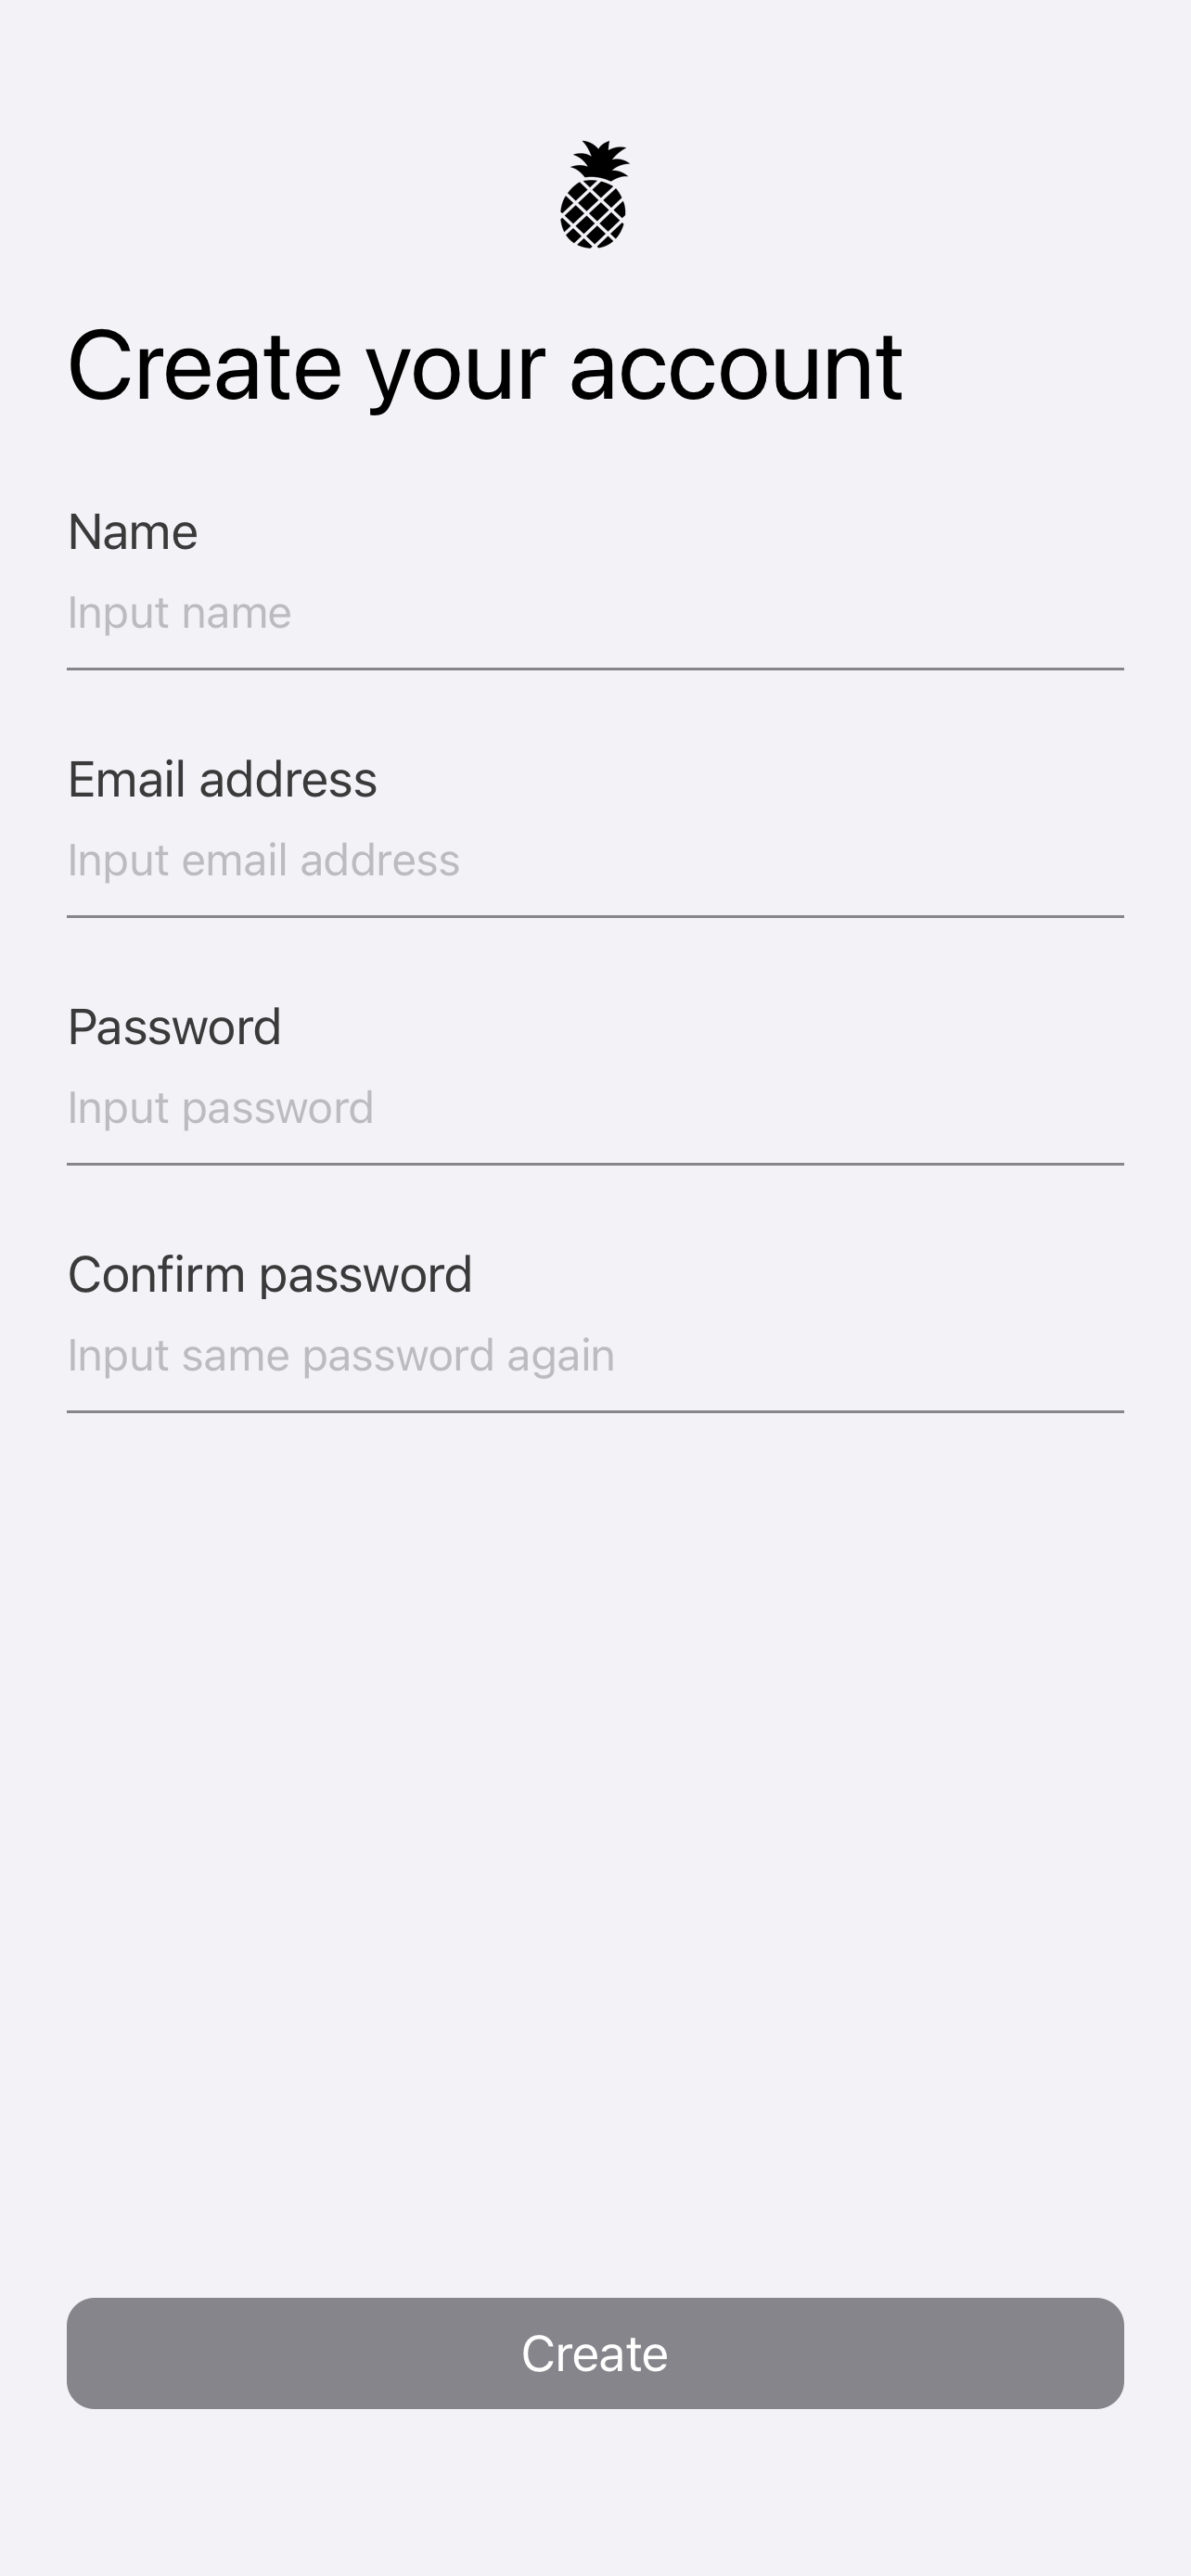 Create your account
Name
Input name
Email address
Input email address
Password
Input password
Confirm password
Input same password again
Create